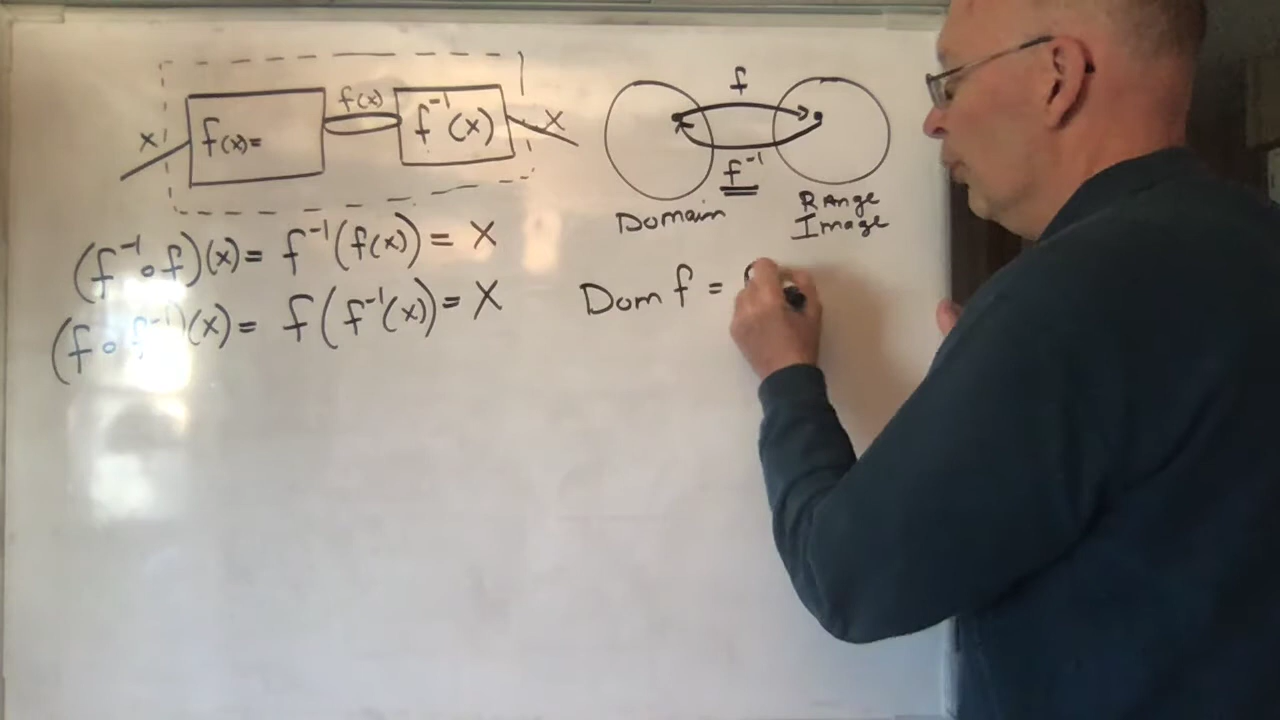 x f(x)= f(x) f⁻¹(x) x
f
f⁻¹
Domain
Range
Image
(f⁻¹∘f)(x)= f⁻¹(f(x))= x
(f∘f⁻¹)(x)= f(f⁻¹(x))= x
Dom f =